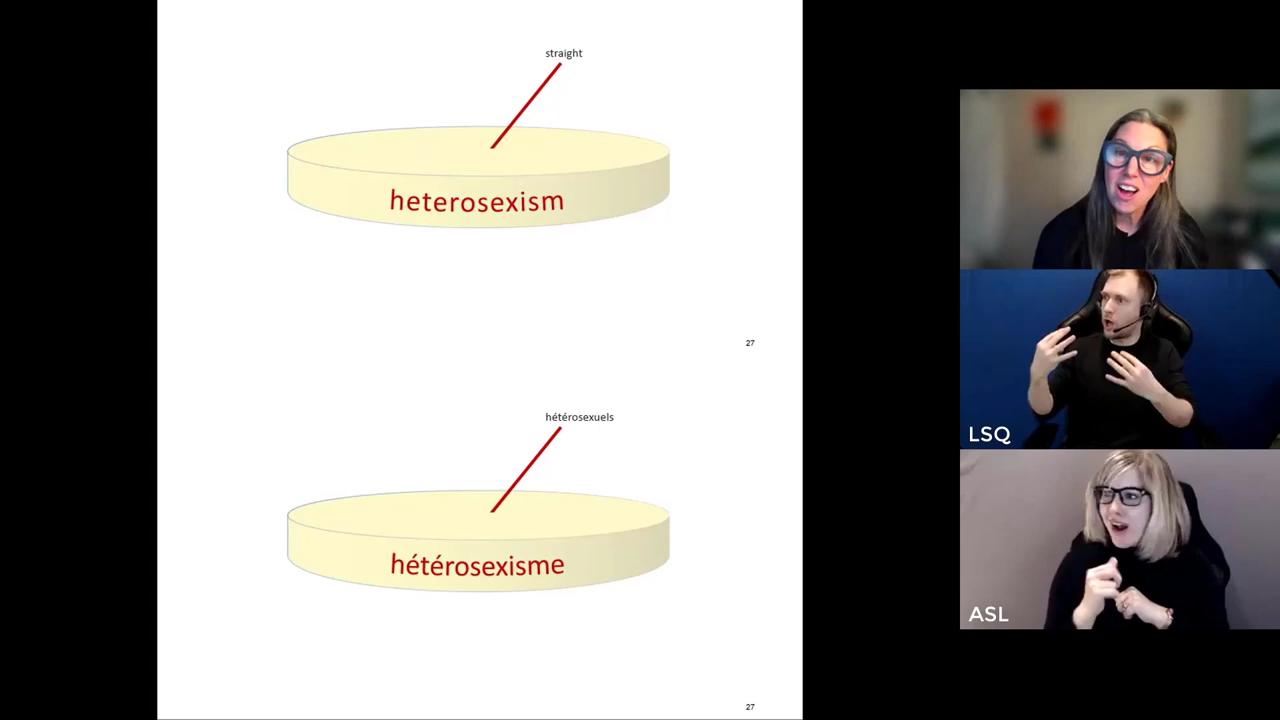 straight
heterosexism
27
hétérosexuels
hétérosexisme
27
LSQ
ASL